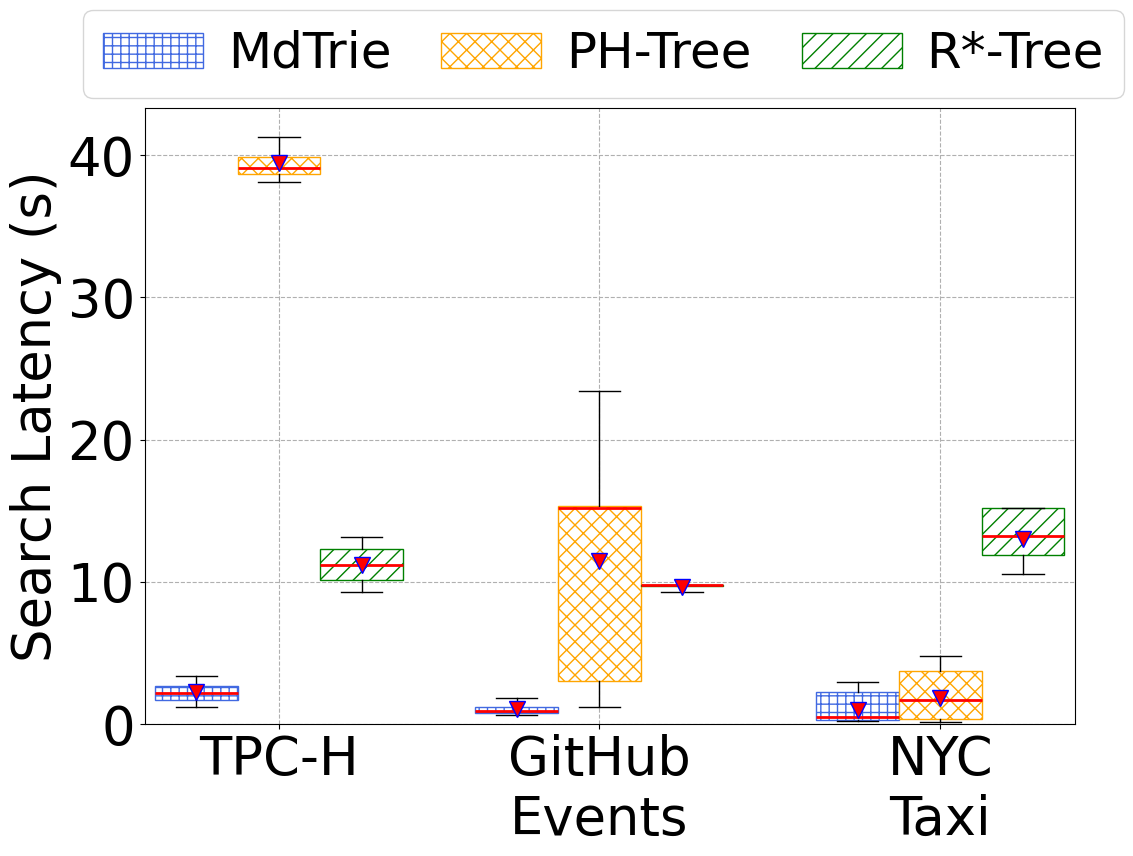 MdTrie PH-Tree R*-Tree
Search Latency (s)
40
30
20
10
0
TPC-H GitHub NYC
Events Taxi